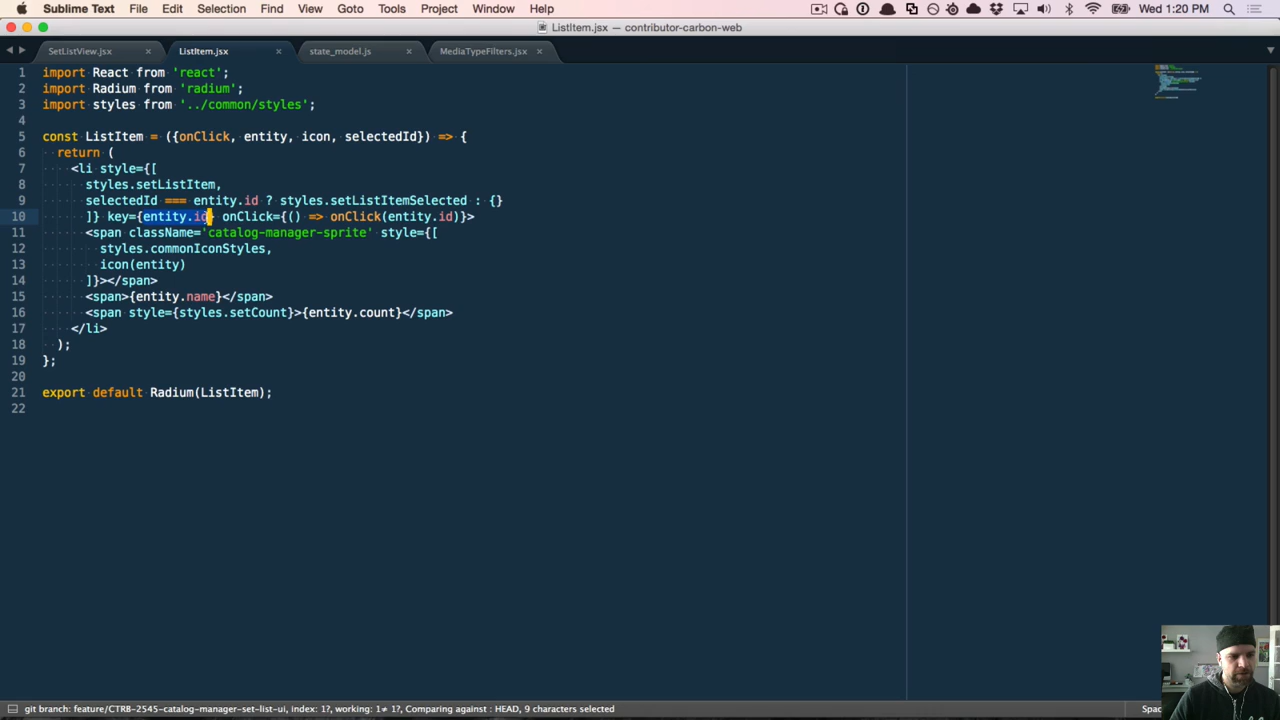 Sublime Text File Edit Selection Find View Goto Tools Project Window Help Wed 1:20 PM
ListItem.jsx — contributor-carbon-web
SetListView.jsx × ListItem.jsx × state_model.js × MediaTypeFilters.jsx ×
1 import React from 'react';
2 import Radium from 'radium';
3 import styles from '../common/styles';
4
5 const ListItem = ({onClick, entity, icon, selectedId}) => {
6 return (
7 <li style={[
8 styles.setListItem,
9 selectedId === entity.id ? styles.setListItemSelected : {}
10 ]} key={entity.id} onClick={() => onClick(entity.id)}>
11 <span className='catalog-manager-sprite' style={[
12 styles.commonIconStyles,
13 icon(entity)
14 ]}></span>
15 <span>{entity.name}</span>
16 <span style={styles.setCount}>{entity.count}</span>
17 </li>
18 );
19 };
20
21 export default Radium(ListItem);
22
git branch: feature/CTRB-2545-catalog-manager-set-list-ui, index: 1?, working: 1≠ 1?, Comparing against : HEAD, 9 characters selected Spac